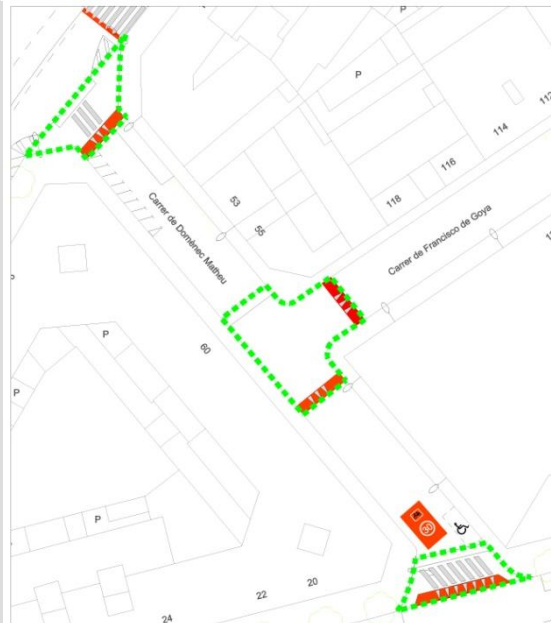 P
112
114
116
118
53
55
Carrer de Domènec Matheu
Carrer de Francisco de Goya
P
60
P
P
30
20
22
24